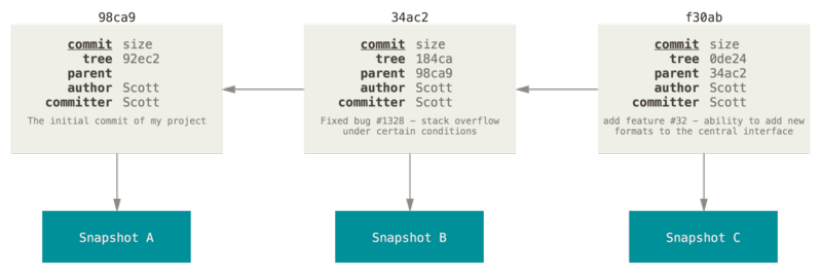 98ca9
commit size
tree 92ec2
parent
author Scott
committer Scott
The initial commit of my project
Snapshot A
34ac2
commit size
tree 184ca
parent 98ca9
author Scott
committer Scott
Fixed bug #1328 – stack overflow
under certain conditions
Snapshot B
f30ab
commit size
tree 0de24
parent 34ac2
author Scott
committer Scott
add feature #32 – ability to add new
formats to the central interface
Snapshot C